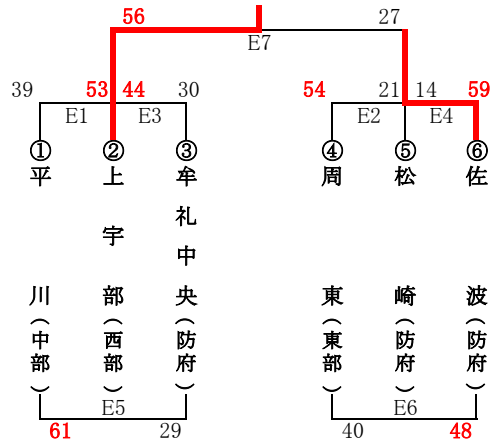 56 27
E7
39 53 44 30 54 21 14 59
E1 E3 E2 E4
① ② ③ ④ ⑤ ⑥
平川(中部)
上宇部(西部)
牟礼中央(防府)
周東(東部)
松崎(防府)
佐波(防府)
E5 E6
61 29 40 48